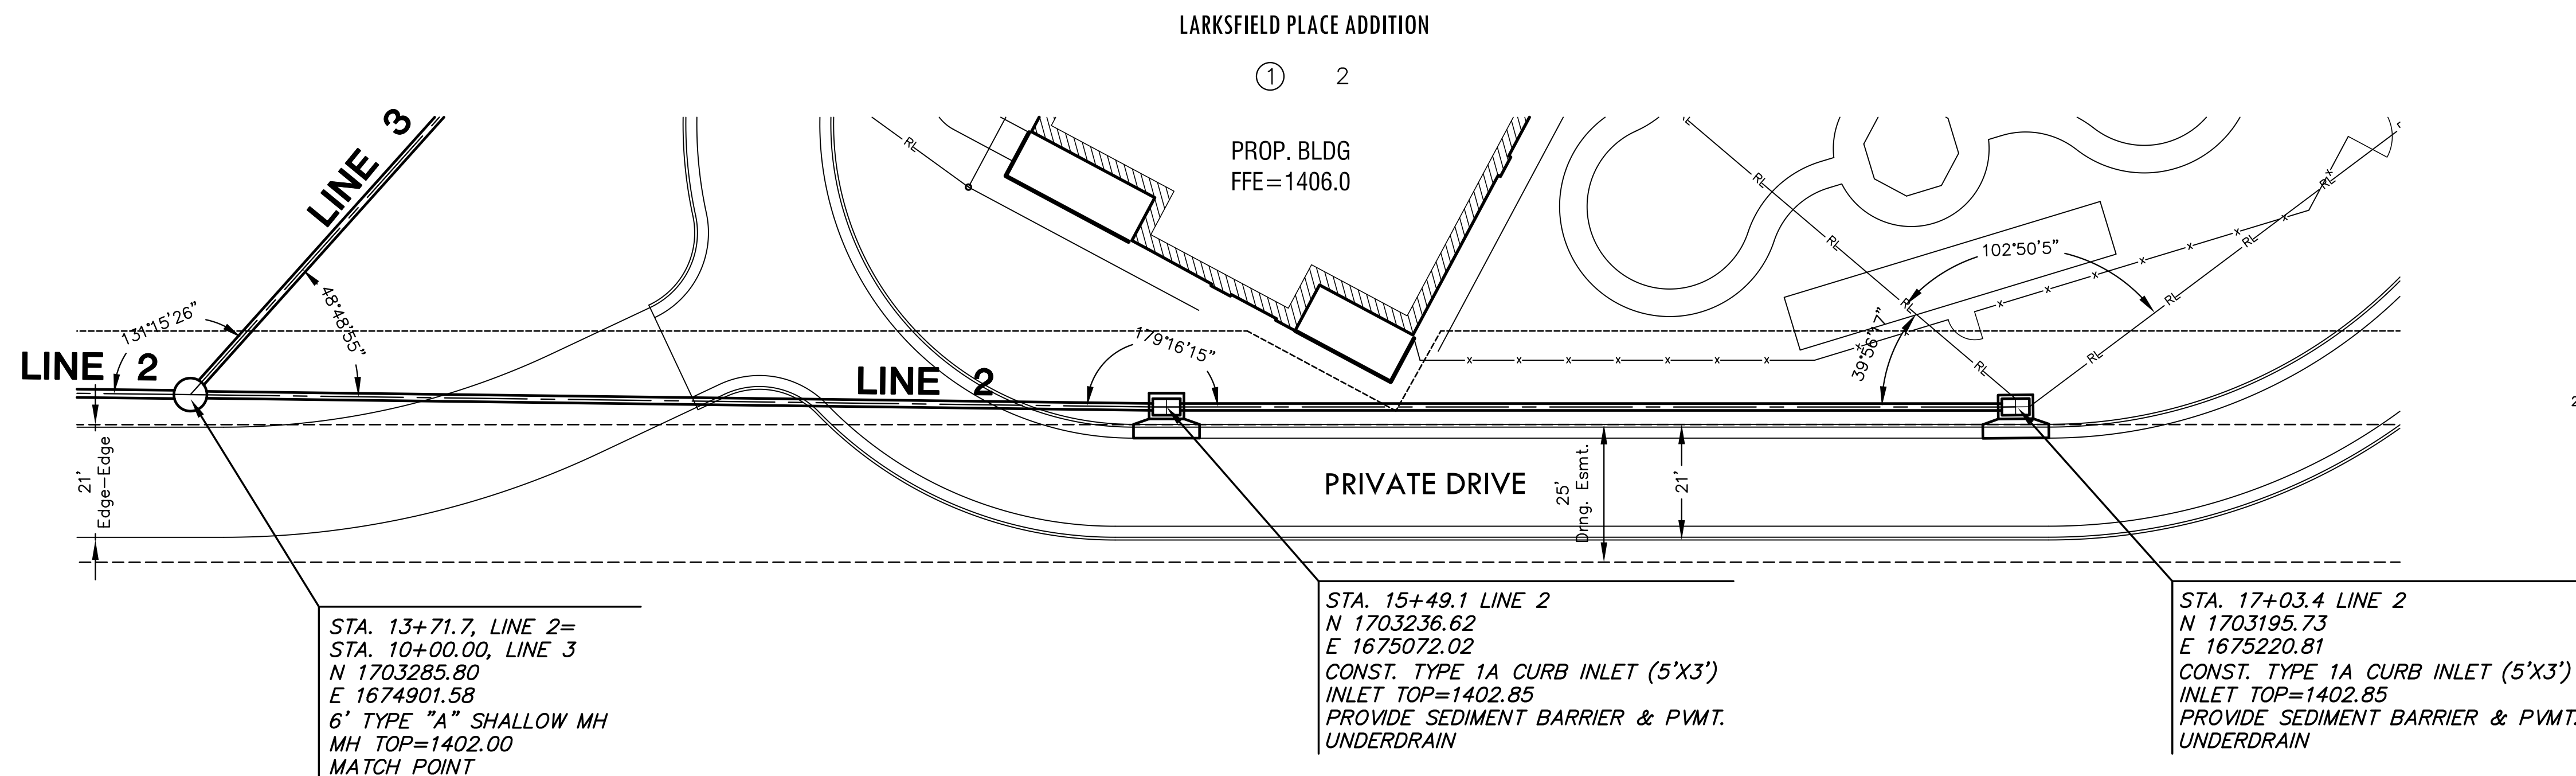 LARKSFIELD PLACE ADDITION
1 2
PROP. BLDG
FFE=1406.0
LINE 3
RL
RL
RL
RL
RL
RL
RL
RL
RL
RL
102°50'5"
39°56'17"
131°15'26"
48°48'55"
179°16'15"
LINE 2
LINE 2
x x x x x x x x x x x x x x x x
21'
Edge-Edge
PRIVATE DRIVE
25'
Drng. Esmt.
21'
STA. 13+71.7, LINE 2=
STA. 10+00.00, LINE 3
N 1703285.80
E 1674901.58
6' TYPE "A" SHALLOW MH
MH TOP=1402.00
MATCH POINT
STA. 15+49.1 LINE 2
N 1703236.62
E 1675072.02
CONST. TYPE 1A CURB INLET (5'X3')
INLET TOP=1402.85
PROVIDE SEDIMENT BARRIER & PVMT.
UNDERDRAIN
STA. 17+03.4 LINE 2
N 1703195.73
E 1675220.81
CONST. TYPE 1A CURB INLET (5'X3')
INLET TOP=1402.85
PROVIDE SEDIMENT BARRIER & PVMT.
UNDERDRAIN